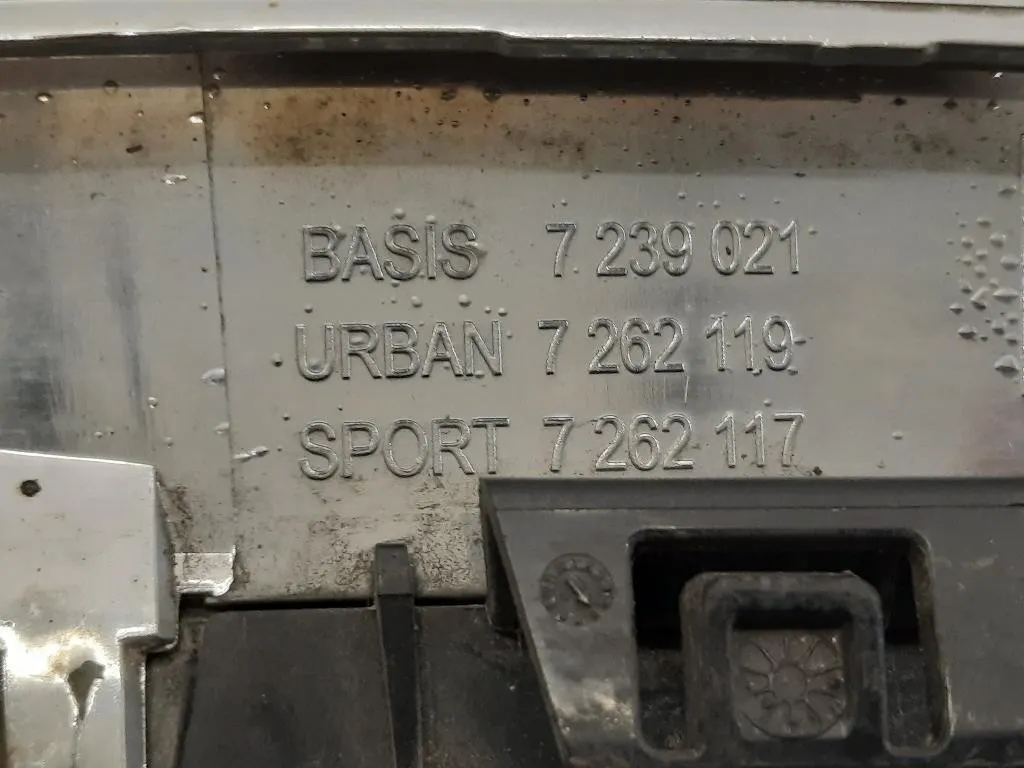 BASIS 7 239 021
URBAN 7 262 119
SPORT 7 262 117